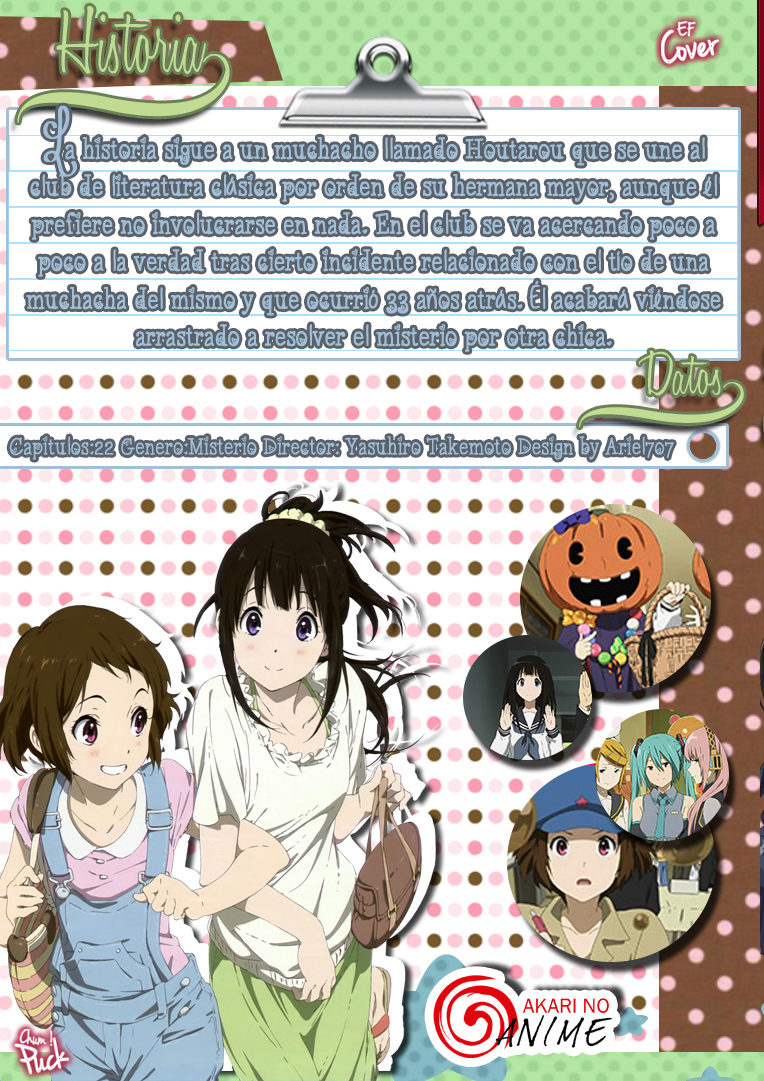 Historia
EF
Cover
La historia sigue a un muchacho llamado Houtarou que se une al
club de literatura clásica por orden de su hermana mayor, aunque él
prefiere no involucrarse en nada. En el club se va acercando poco a
poco a la verdad tras cierto incidente relacionado con el tío de una
muchacha del mismo y que ocurrió 33 años atrás. Él acabará viéndose
arrastrado a resolver el misterio por otra chica.
Datos
Capitulos:22 Genero:Misterio Director: Yasuhiro Takemoto Design by Ariel707
AKARI NO
ANIME
Chum!
Puck